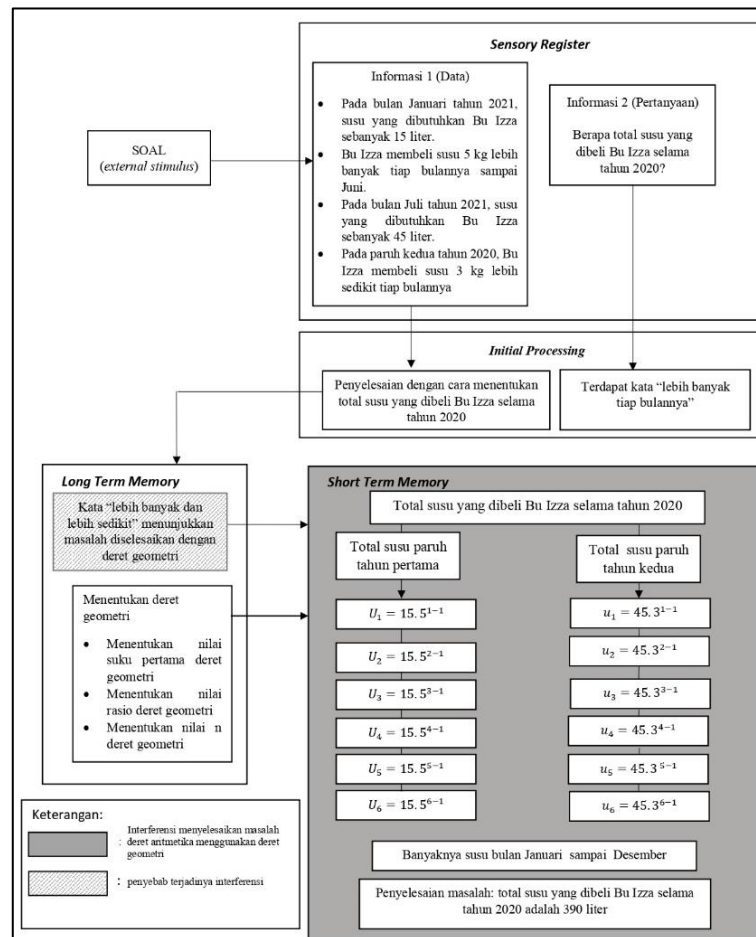 Sensory Register
SOAL
(external stimulus)
Informasi 1 (Data)
• Pada bulan Januari tahun 2021,
susu yang dibutuhkan Bu Izza
sebanyak 15 liter.
• Bu Izza membeli susu 5 kg lebih
banyak tiap bulannya sampai
Juni.
• Pada bulan Juli tahun 2021, susu
yang dibutuhkan Bu Izza
sebanyak 45 liter.
• Pada paruh kedua tahun 2020, Bu
Izza membeli susu 3 kg lebih
sedikit tiap bulannya
Informasi 2 (Pertanyaan)
Berapa total susu yang
dibeli Bu Izza selama
tahun 2020?
Initial Processing
Penyelesaian dengan cara menentukan
total susu yang dibeli Bu Izza selama
tahun 2020
Terdapat kata “lebih banyak
tiap bulannya”
Long Term Memory
Kata “lebih banyak dan
lebih sedikit” menunjukkan
masalah diselesaikan dengan
deret geometri
Menentukan deret
geometri
• Menentukan nilai
suku pertama deret
geometri
• Menentukan nilai
rasio deret geometri
• Menentukan nilai n
deret geometri
Short Term Memory
Total susu yang dibeli Bu Izza selama tahun 2020
Total susu paruh
tahun pertama
Total susu paruh
tahun kedua
U₁ = 15.5¹⁻¹
U₂ = 15.5²⁻¹
U₃ = 15.5³⁻¹
U₄ = 15.5⁴⁻¹
U₅ = 15.5⁵⁻¹
U₆ = 15.5⁶⁻¹
u₁ = 45.3¹⁻¹
u₂ = 45.3²⁻¹
u₃ = 45.3³⁻¹
u₄ = 45.3⁴⁻¹
u₅ = 45.3⁵⁻¹
u₆ = 45.3⁶⁻¹
Banyaknya susu bulan Januari sampai Desember
Penyelesaian masalah: total susu yang dibeli Bu Izza selama
tahun 2020 adalah 390 liter
Keterangan:
Interferensi menyelesaikan masalah
: deret aritmetika menggunakan deret
geometri
: penyebab terjadinya interferensi